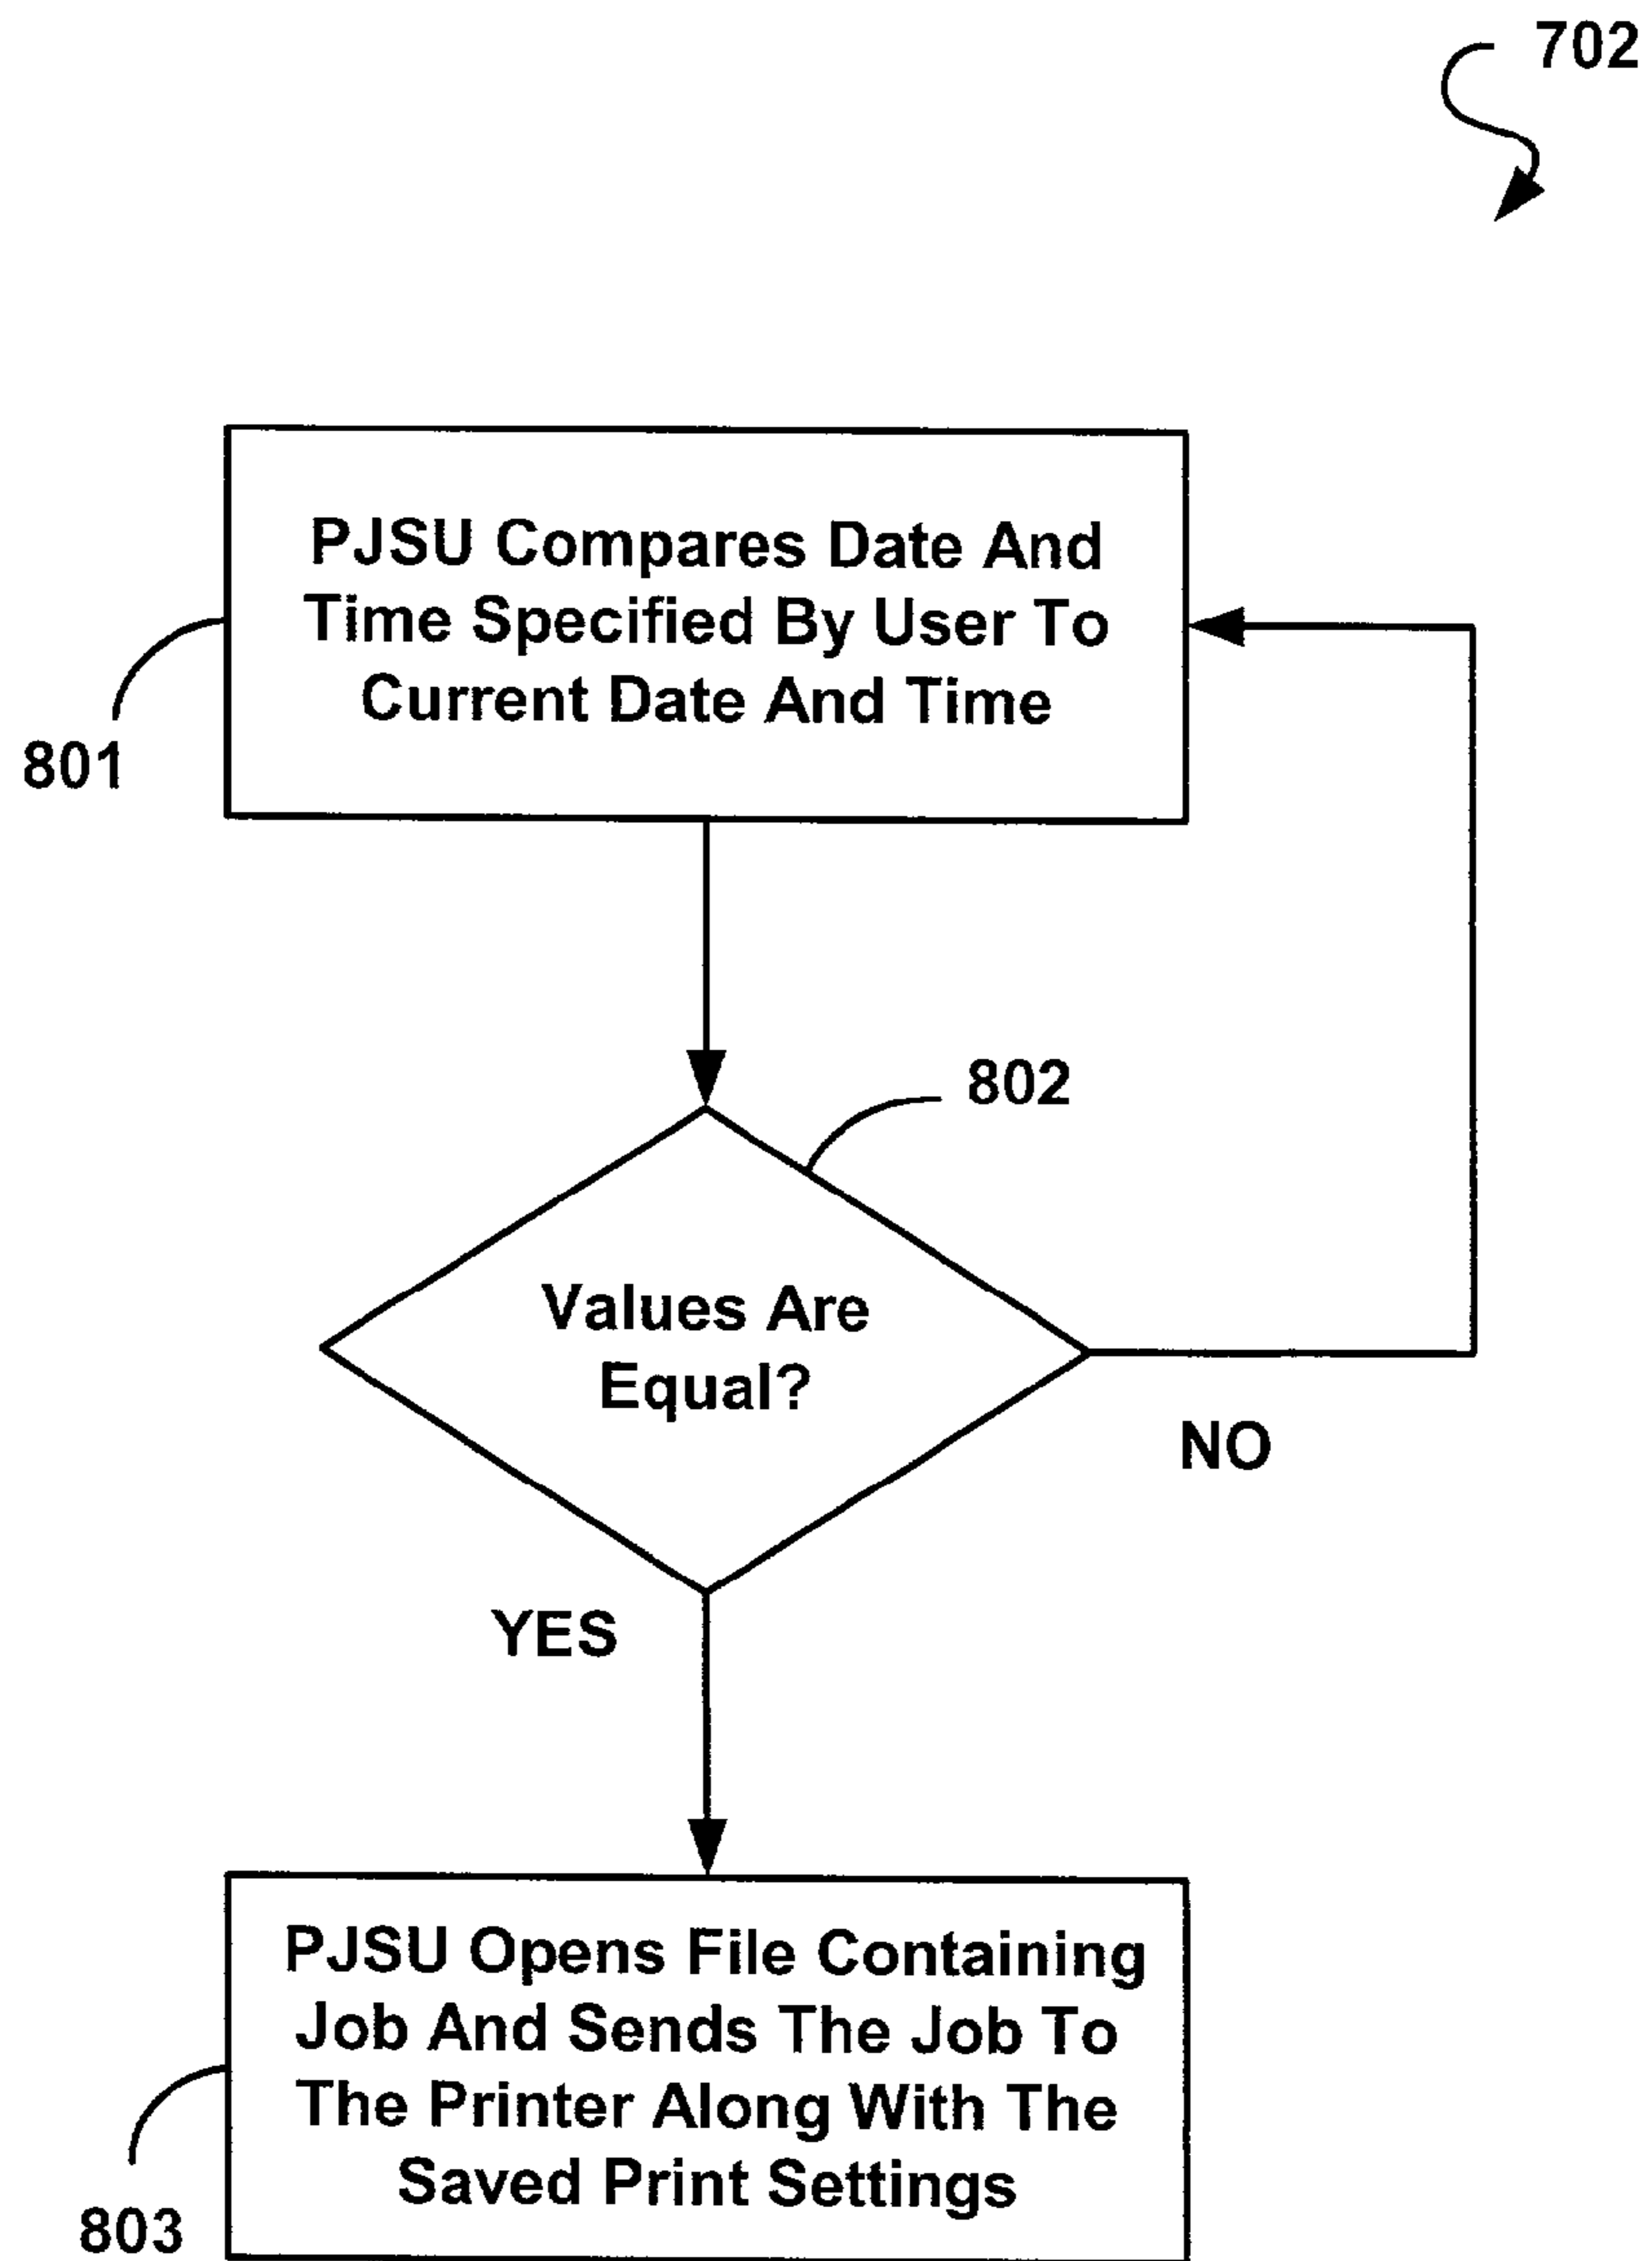 702
PJSU Compares Date And
Time Specified By User To
Current Date And Time
801
802
Values Are
Equal?
NO
YES
PJSU Opens File Containing
Job And Sends The Job To
The Printer Along With The
Saved Print Settings
803